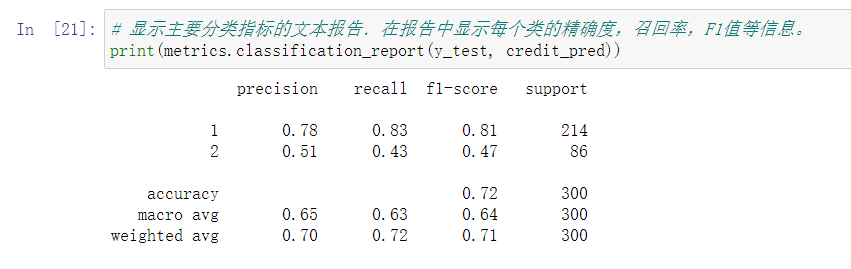 In [21]: # 显示主要分类指标的文本报告. 在报告中显示每个类的精确度, 召回率, F1值等信息。
print(metrics.classification_report(y_test, credit_pred))
precision recall f1-score support
1 0.78 0.83 0.81 214
2 0.51 0.43 0.47 86
accuracy 0.72 300
macro avg 0.65 0.63 0.64 300
weighted avg 0.70 0.72 0.71 300